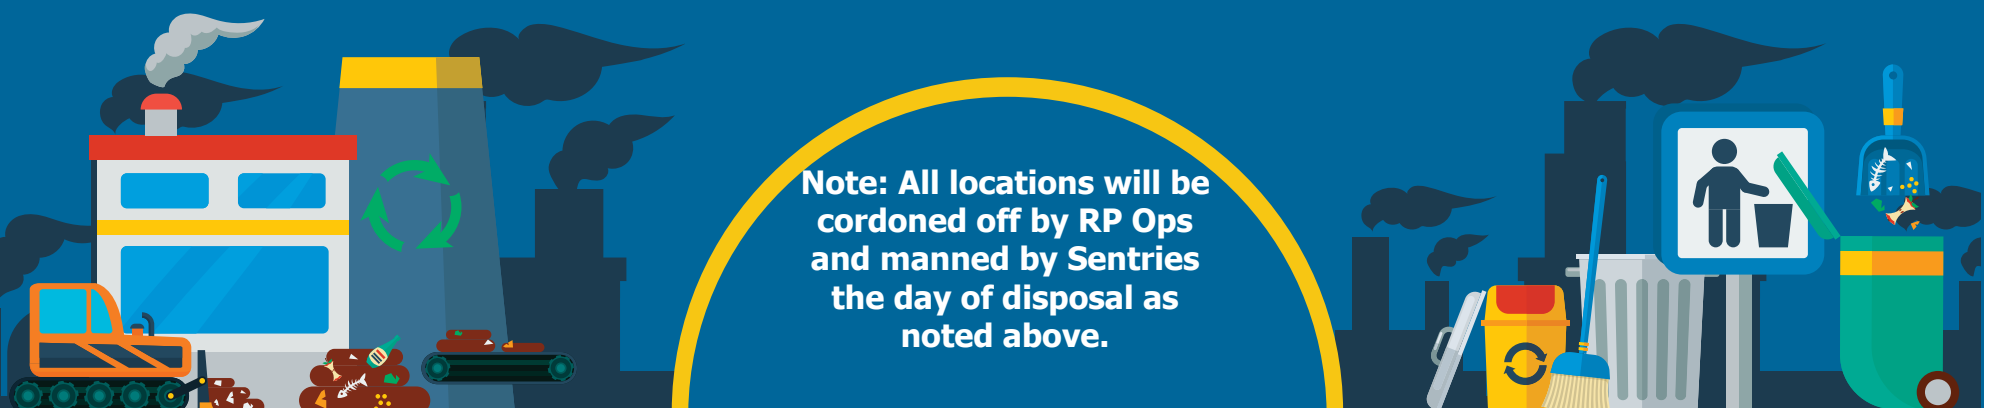 Note: All locations will be
cordoned off by RP Ops
and manned by Sentries
the day of disposal as
noted above.